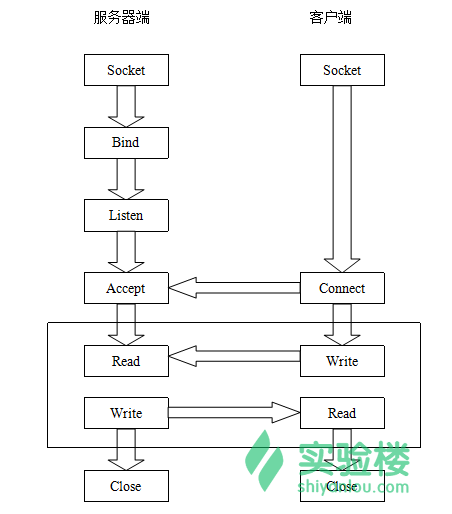 服务器端 客户端
Socket Socket
Bind
Listen
Accept Connect
Read Write
Write Read
实验楼
Close Close
shiyanlou.com